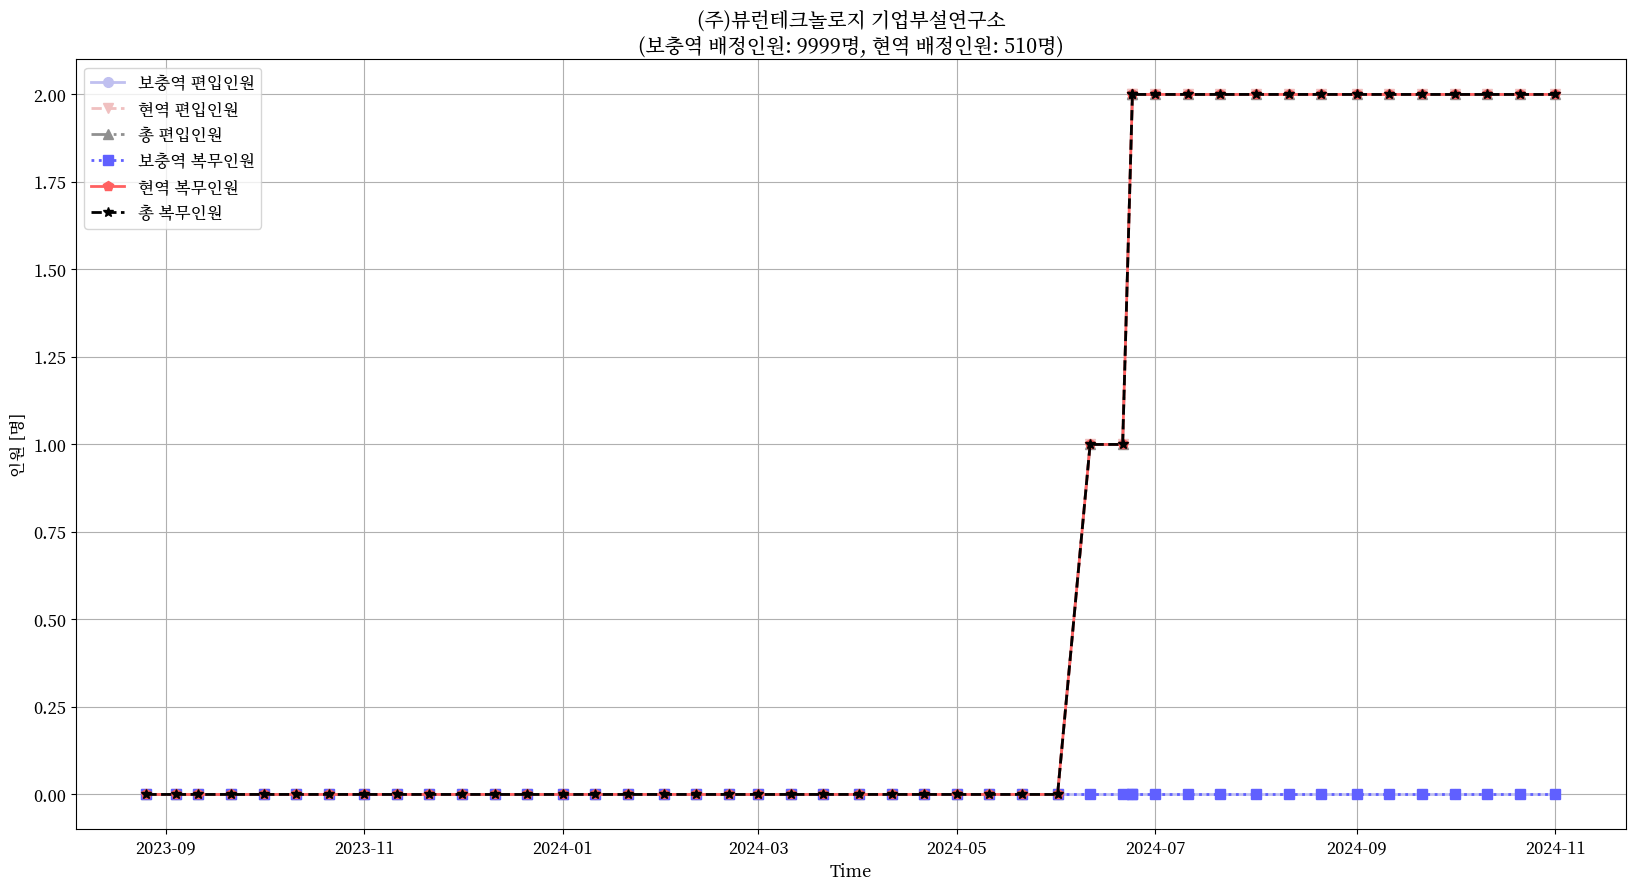 (주)뷰런테크놀로지 기업부설연구소
(보충역 배정인원: 9999명, 현역 배정인원: 510명)
보충역 편입인원
현역 편입인원
총 편입인원
보충역 복무인원
현역 복무인원
총 복무인원
2.00
1.75
1.50
1.25
1.00
0.75
0.50
0.25
0.00
인원 [명]
2023-09
2023-11
2024-01
2024-03
2024-05
2024-07
2024-09
2024-11
Time